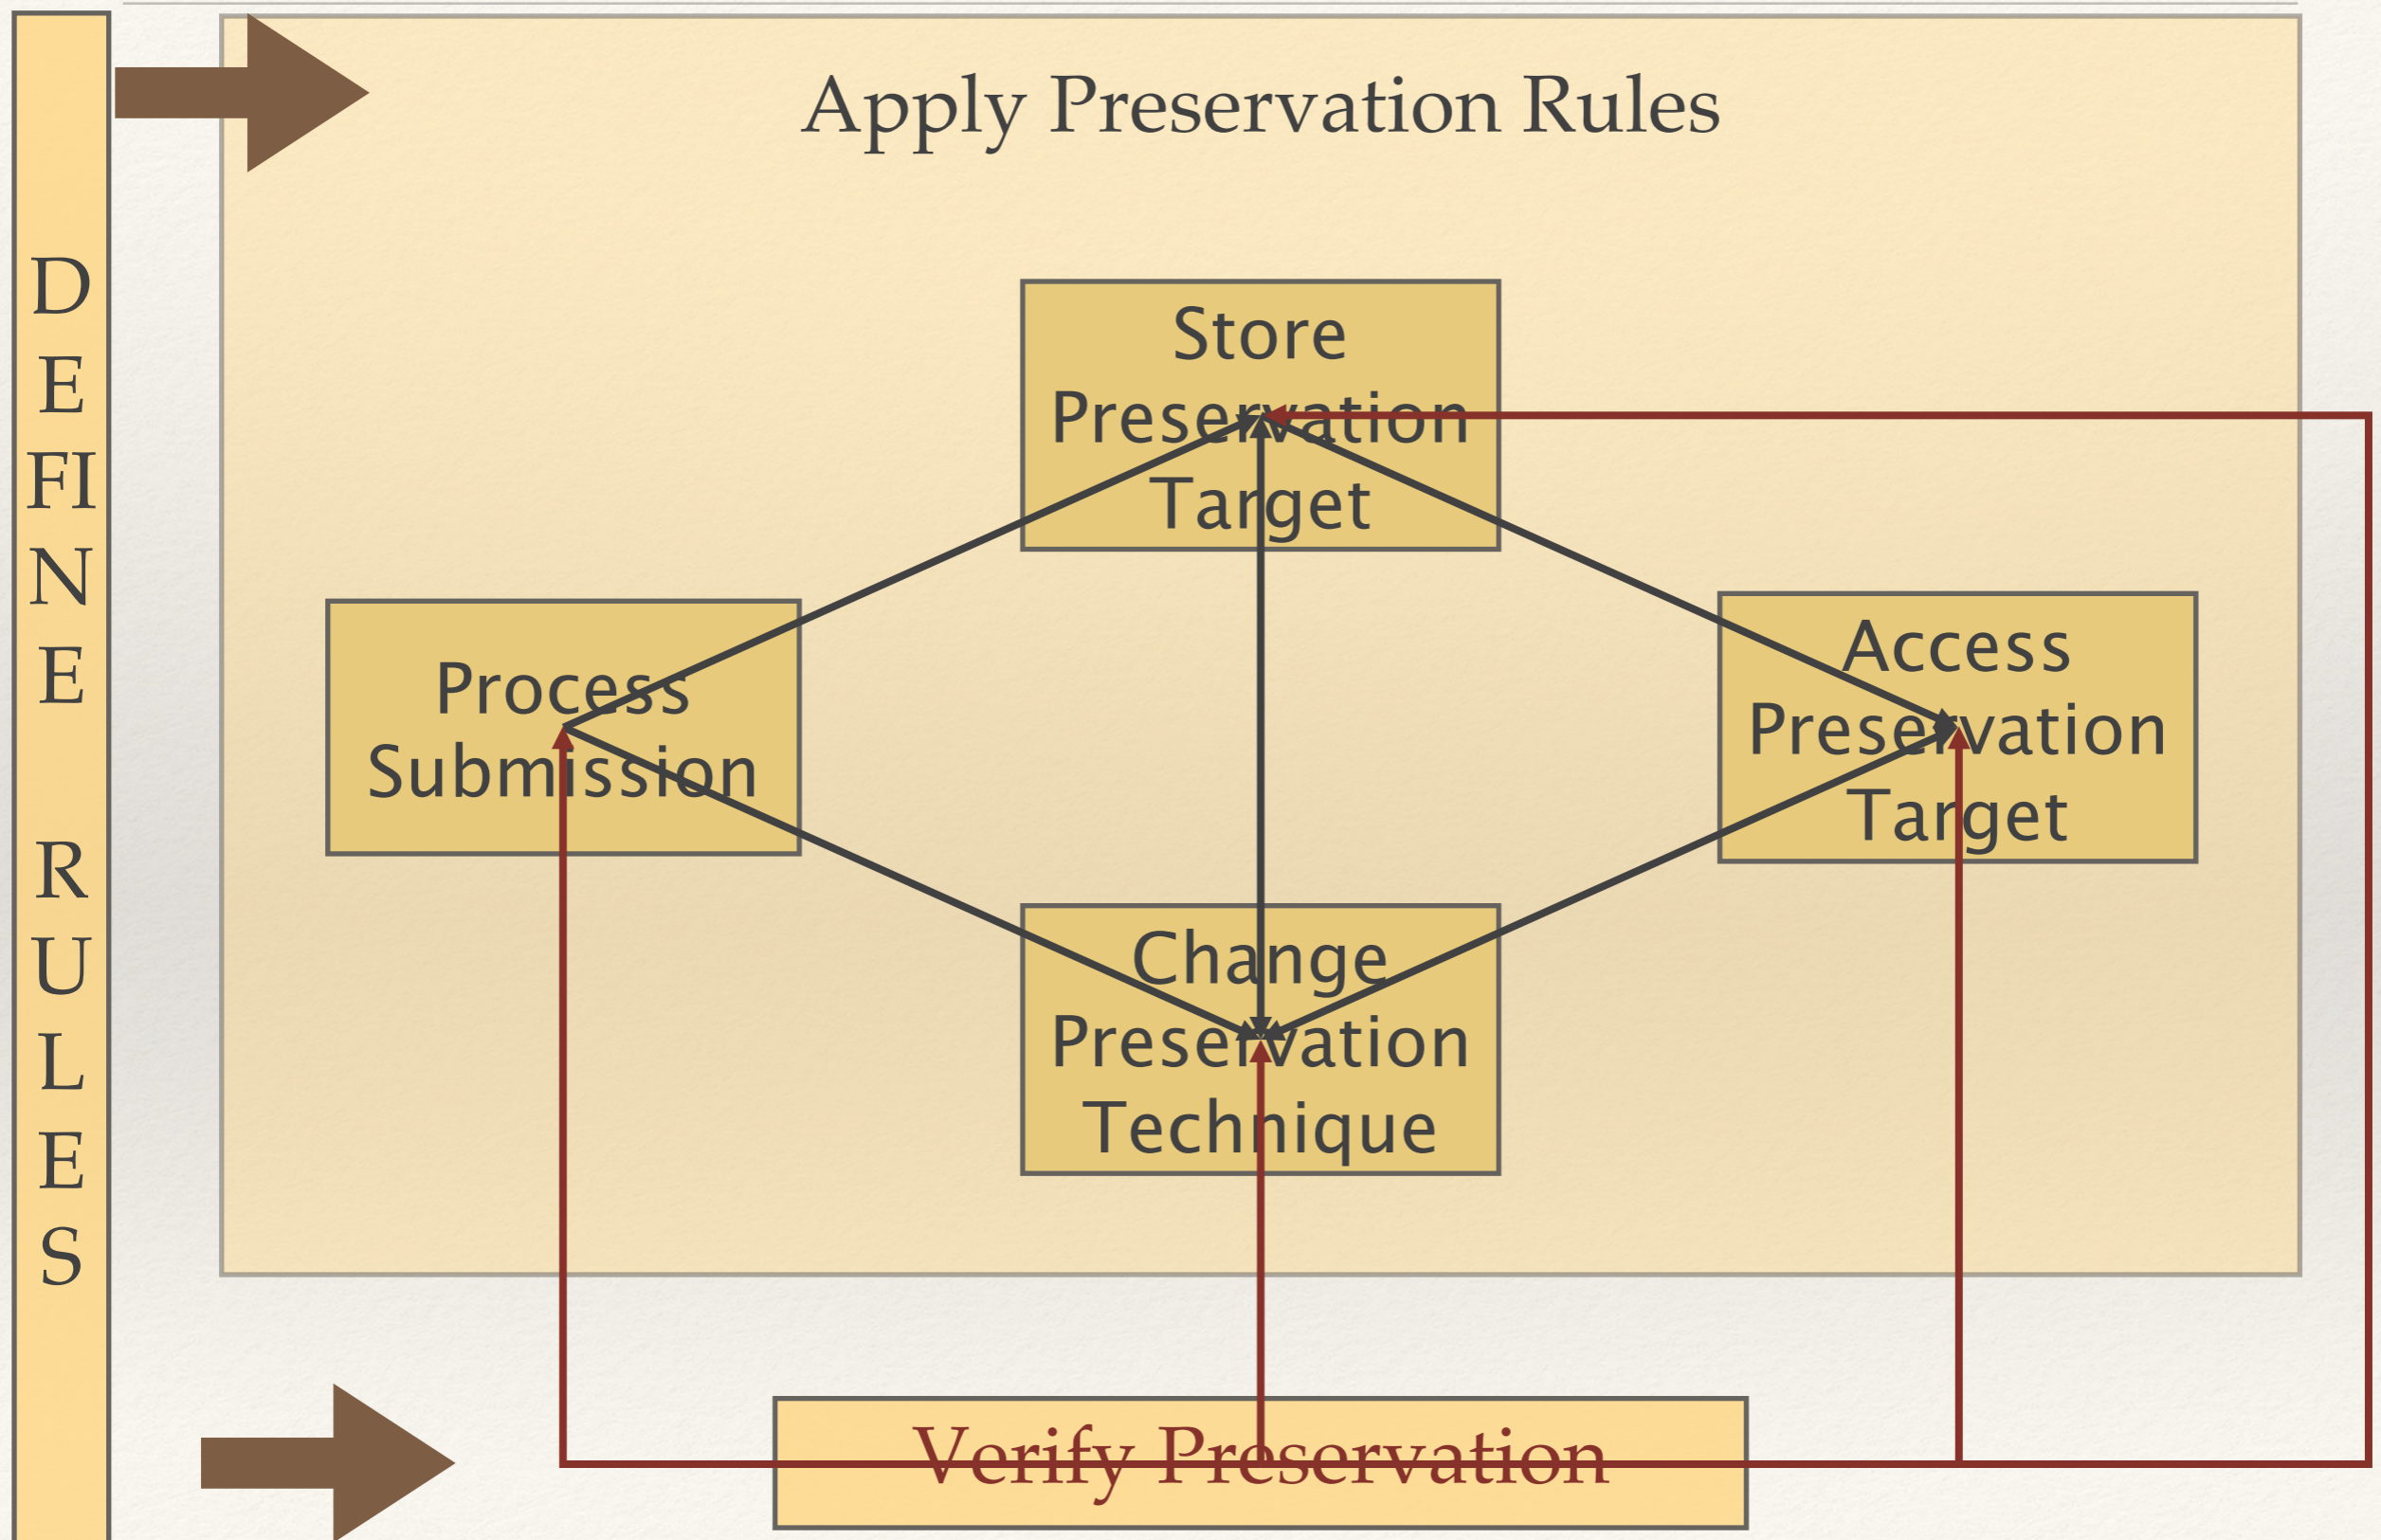 D
E
FI
N
E
R
U
L
E
S
Apply Preservation Rules
Store
Preservation
Target
Process
Submission
Access
Preservation
Target
Change
Preservation
Technique
Verify Preservation